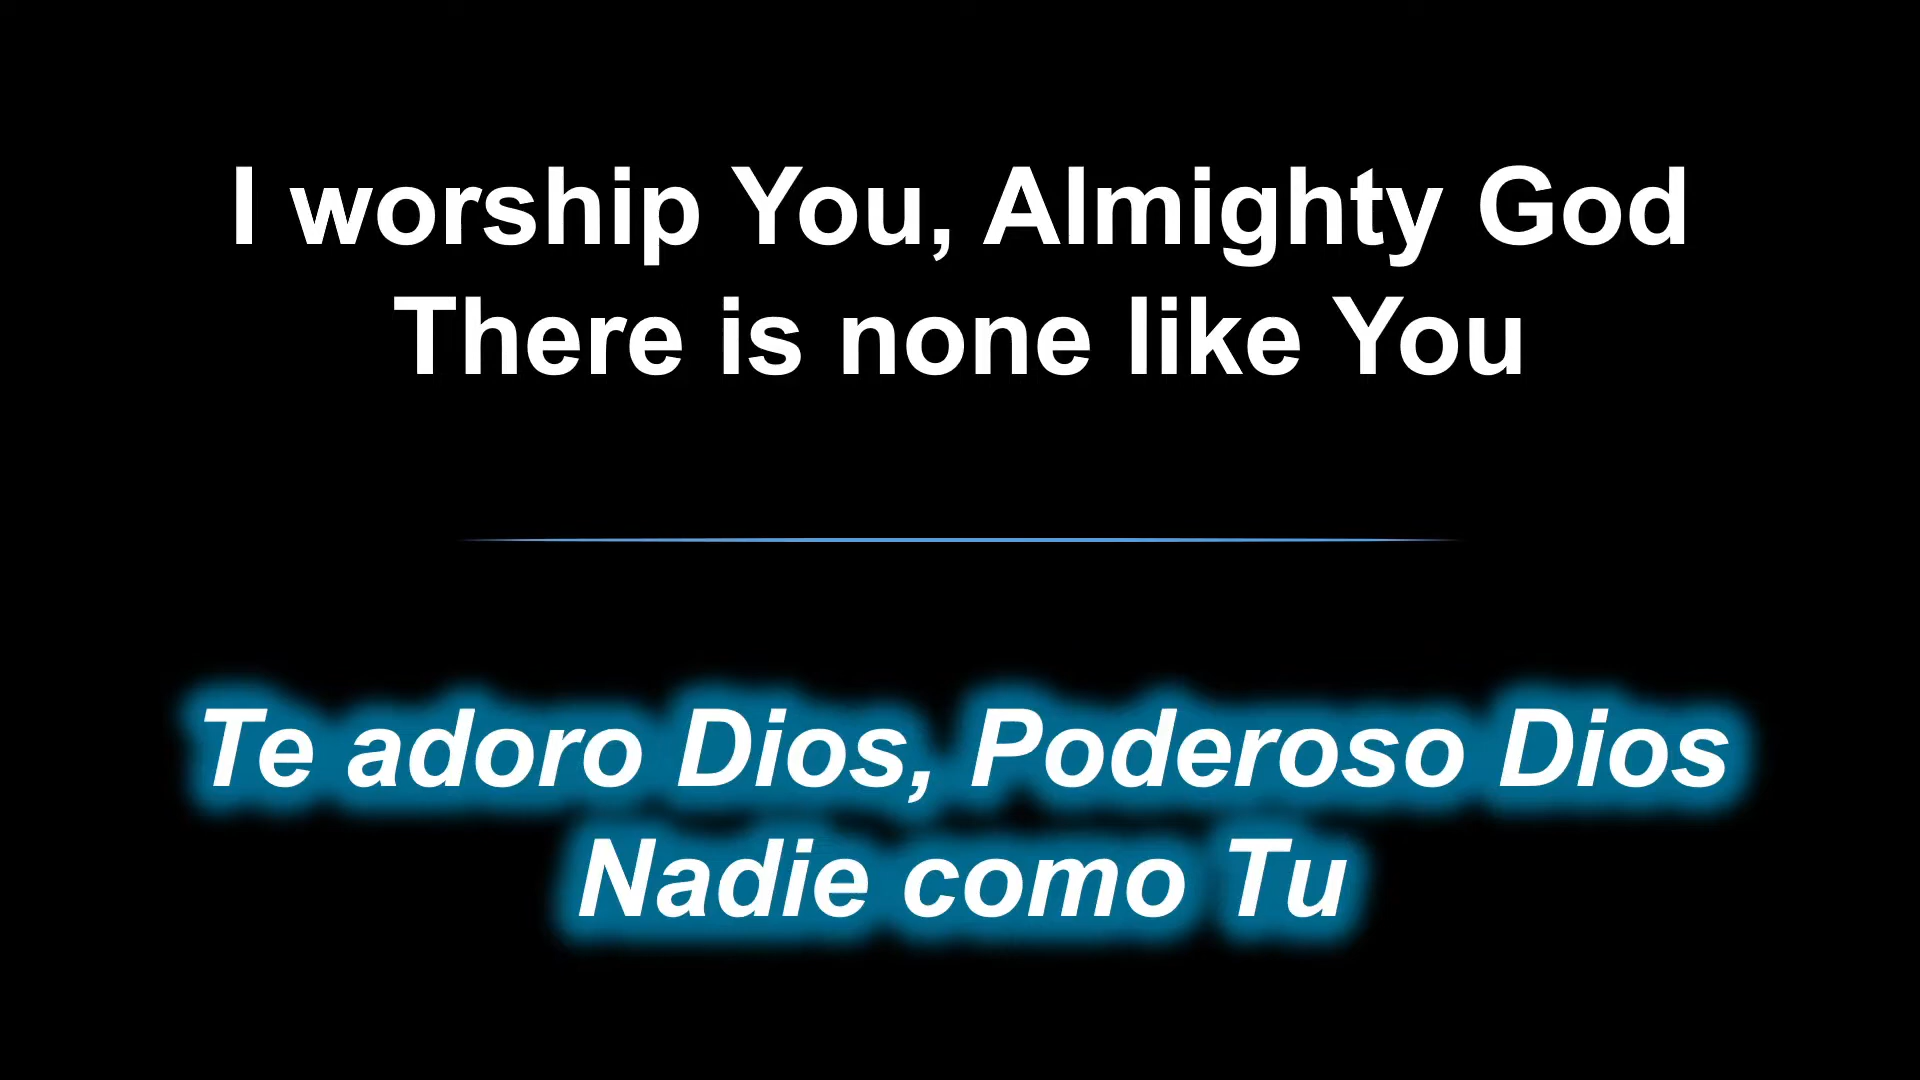 I worship You, Almighty God
There is none like You
Te adoro Dios, Poderoso Dios
Nadie como Tu